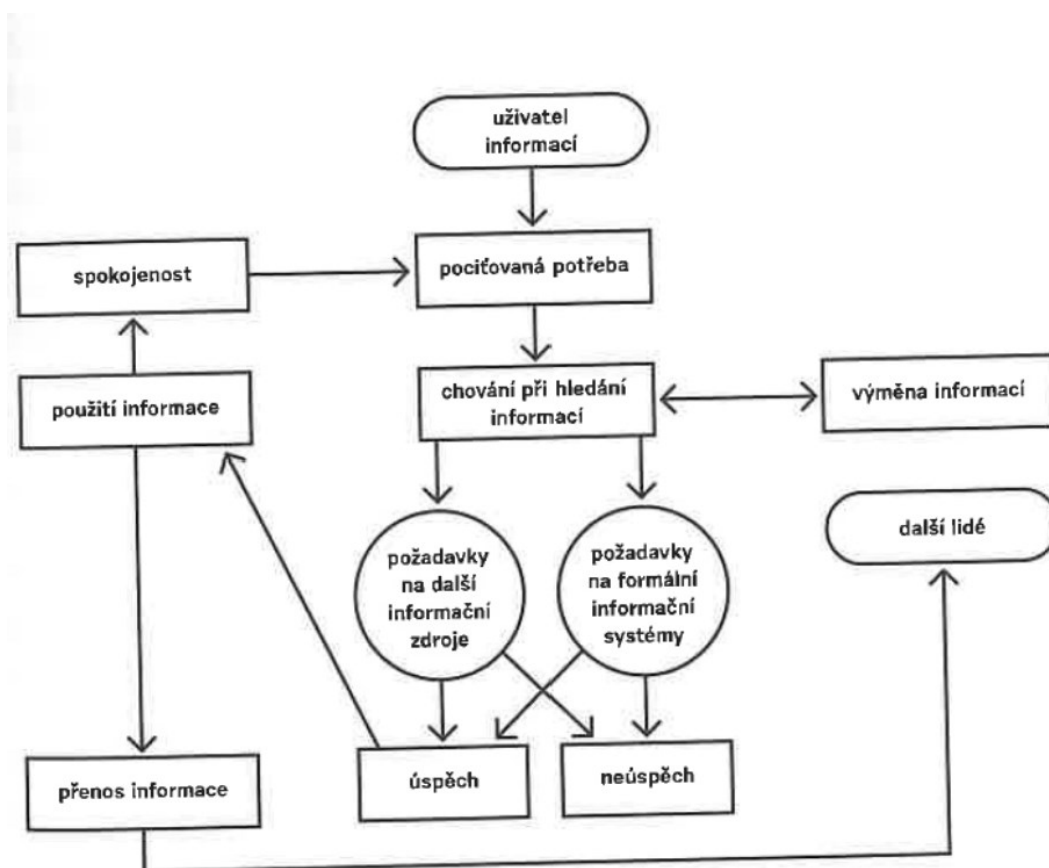 uživatel
informací
spokojenost
pociťovaná potřeba
použití informace
chování při hledání
informací
výměna informací
další lidé
požadavky
na další
informační
zdroje
požadavky
na formální
informační
systémy
přenos informace
úspěch
neúspěch